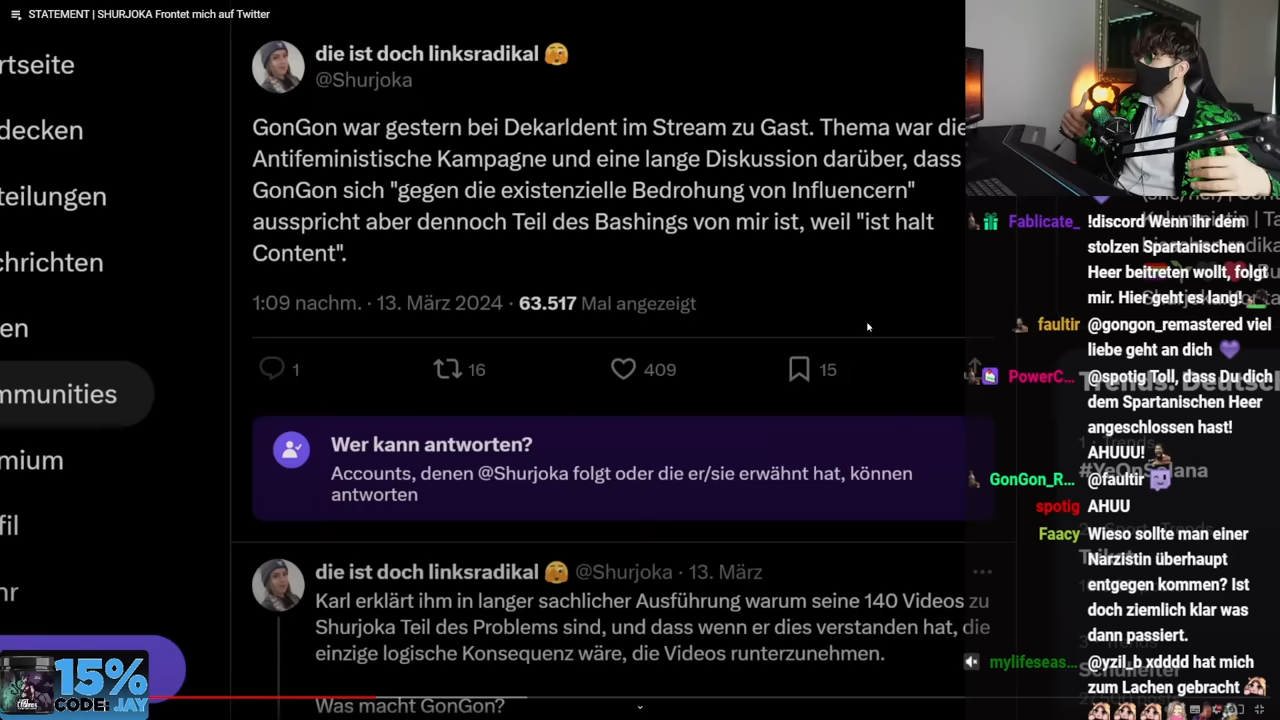 STATEMENT | SHURJOKA Frontet mich auf Twitter
rtseite
decken
teilungen
chrichten
en
mmunities
mium
fil
hr
die ist doch linksradikal
@Shurjoka
GonGon war gestern bei Dekarldent im Stream zu Gast. Thema war die
Antifeministische Kampagne und eine lange Diskussion darüber, dass
GonGon sich "gegen die existenzielle Bedrohung von Influencern"
ausspricht aber dennoch Teil des Bashings von mir ist, weil "ist halt
Content".
1:09 nachm. · 13. März 2024 · 63.517 Mal angezeigt
1 16 409 15
Wer kann antworten?
Accounts, denen @Shurjoka folgt oder die er/sie erwähnt hat, können
antworten
die ist doch linksradikal @Shurjoka · 13. März
Karl erklärt ihm in langer sachlicher Ausführung warum seine 140 Videos zu
Shurjoka Teil des Problems sind, und dass wenn er dies verstanden hat, die
einzige logische Konsequenz wäre, die Videos runterzunehmen.
Was macht GonGon?
15%
CODE: JAY
Fablicate_ !discord Wenn ihr dem
stolzen Spartanischen
Heer beitreten wollt, folgt
mir. Hier geht es lang!
faultir @gongon_remastered viel
liebe geht an dich
PowerC... @spotig Toll, dass Du dich
dem Spartanischen Heer
angeschlossen hast!
AHUUU!
GonGon_R... @faultir
spotig AHUU
Faacy Wieso sollte man einer
Narzistin überhaupt
entgegen kommen? Ist
doch ziemlich klar was
dann passiert.
mylifeseas... @yzil_b xdddd hat mich
zum Lachen gebracht